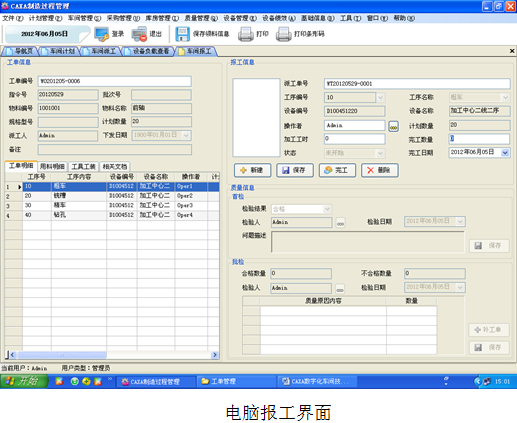 CAXA制造过程管理
文件(F) 计划管理(Z) 车间管理(Y) 采购管理(X) 库房管理(W) 质量管理(V) 设备管理(U) 设备绩效(A) 基础信息(B) 工具(T) 窗口(W) 帮助(H)
2012年06月05日 登录 退出 保存领料信息 打印 打印条形码
导航页 车间计划 车间派工 设备负载查看 车间报工
工单信息
工单编号 WO201205-0006
指令号 20120529 批次号
物料编号 1001001 物料名称 前轴
规格型号 计划数量 20
派工人 Admin 下发日期 1900年01月01日
备注
工单明细 用料明细 工具工装 相关文档
工序号 工序内容 设备编号 设备名称 操作者 计
1 10 粗车 D1004512 加工中心二 Oper1
2 20 铣槽 D1004512 加工中心二 Oper2
3 30 精车 D1004512 加工中心二 Oper3
4 40 钻孔 D1004512 加工中心二 Oper4
报工信息
派工单号 WT20120529-0001
工序编号 10 工序名称 粗车
设备编号 D100451220 设备名称 加工中心二线二序
操作者 Admin 计划数量 20
加工工时 0 完工数量 0
状态 未开始 完工日期 2012年06月05日
新建 保存 完工 删除
质量信息
首检
检验结果 合格
检验人 Admin 检验日期 2012年06月05日
问题描述
保存
批检
合格数量 0 不合格数量 0
检验人 Admin 检验日期 2012年06月05日
质量原因内容 数量
补工单
保存
当前用户:Admin 用户类型:管理员
开始 CAXA制造过程管理 工单管理 CAXA数字化车间技... 15:01
电脑报工界面